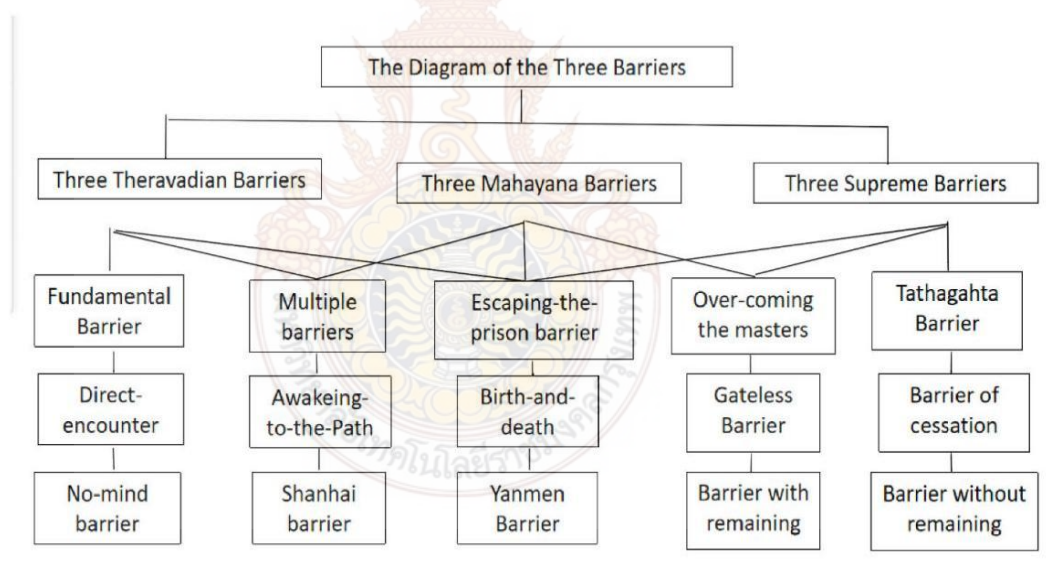 The Diagram of the Three Barriers
Three Theravadian Barriers
Three Mahayana Barriers
Three Supreme Barriers
Fundamental
Barrier
Multiple
barriers
Escaping-the-
prison barrier
Over-coming
the masters
Tathagahta
Barrier
Direct-
encounter
Awakeing-
to-the-Path
Birth-and-
death
Gateless
Barrier
Barrier of
cessation
No-mind
barrier
Shanhai
barrier
Yanmen
Barrier
Barrier with
remaining
Barrier without
remaining